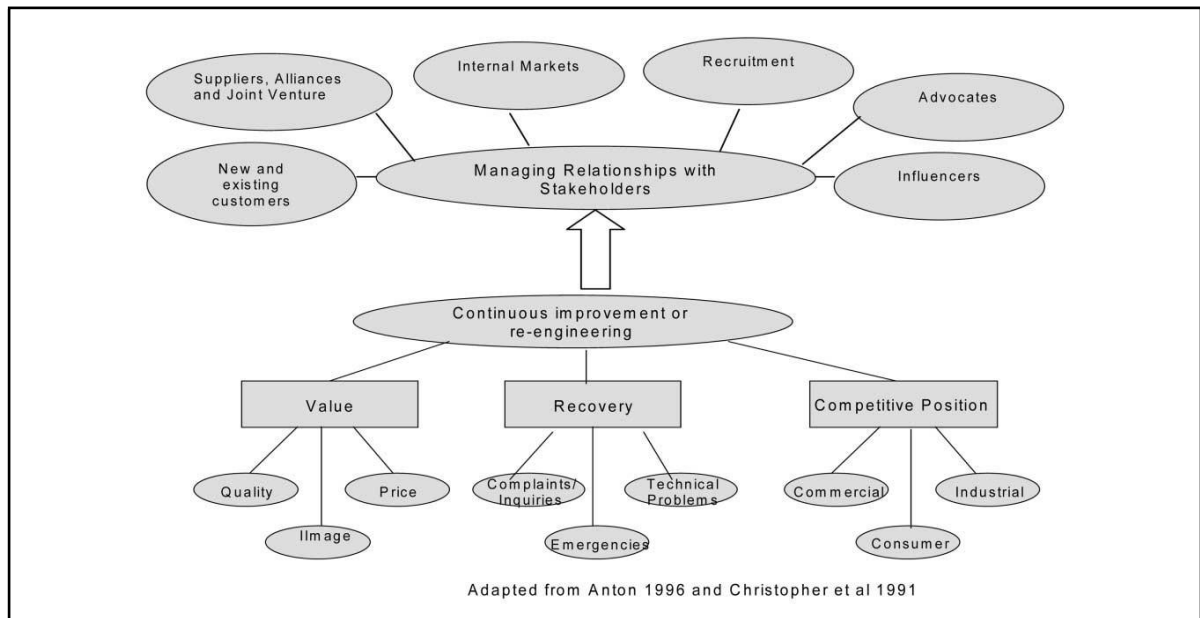 Suppliers, Alliances
and Joint Venture
Internal Markets
Recruitment
Advocates
New and
existing
customers
Managing Relationships with
Stakeholders
Influencers
Continuous improvement or
re-engineering
Value
Recovery
Competitive Position
Quality
Price
IImage
Complaints/
Inquiries
Technical
Problems
Emergencies
Commercial
Industrial
Consumer
Adapted from Anton 1996 and Christopher et al 1991